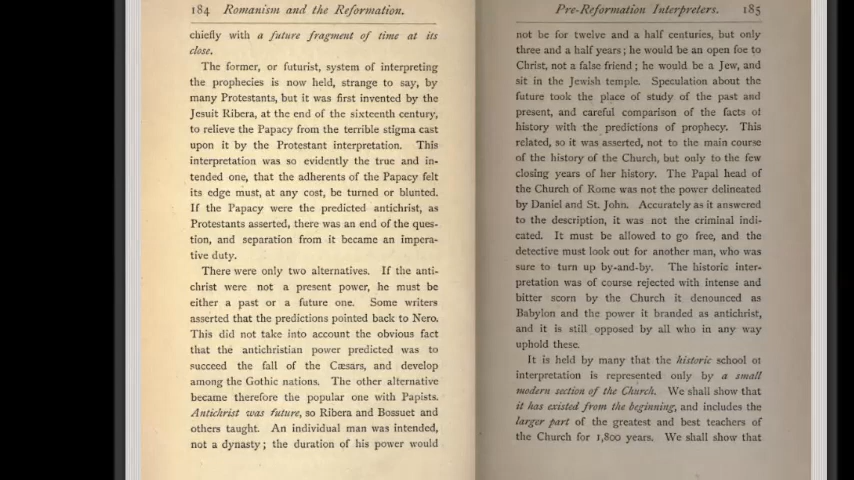 184 Romanism and the Reformation.
chiefly with a future fragment of time at its
close.
The former, or futurist, system of interpreting
the prophecies is now held, strange to say, by
many Protestants, but it was first invented by the
Jesuit Ribera, at the end of the sixteenth century,
to relieve the Papacy from the terrible stigma cast
upon it by the Protestant interpretation. This
interpretation was so evidently the true and in-
tended one, that the adherents of the Papacy felt
its edge must, at any cost, be turned or blunted.
If the Papacy were the predicted antichrist, as
Protestants asserted, there was an end of the ques-
tion, and separation from it became an impera-
tive duty.
There were only two alternatives. If the anti-
christ were not a present power, he must be
either a past or a future one. Some writers
asserted that the predictions pointed back to Nero.
This did not take into account the obvious fact
that the antichristian power predicted was to
succeed the fall of the Cæsars, and develop
among the Gothic nations. The other alternative
became therefore the popular one with Papists.
Antichrist was future, so Ribera and Bossuet and
others taught. An individual man was intended,
not a dynasty; the duration of his power would
Pre-Reformation Interpreters. 185
not be for twelve and a half centuries, but only
three and a half years; he would be an open foe to
Christ, not a false friend; he would be a Jew, and
sit in the Jewish temple. Speculation about the
future took the place of study of the past and
present, and careful comparison of the facts of
history with the predictions of prophecy. This
related, so it was asserted, not to the main course
of the history of the Church, but only to the few
closing years of her history. The Papal head of
the Church of Rome was not the power delineated
by Daniel and St. John. Accurately as it answered
to the description, it was not the criminal indi-
cated. It must be allowed to go free, and the
detective must look out for another man, who was
sure to turn up by-and-by. The historic inter-
pretation was of course rejected with intense and
bitter scorn by the Church it denounced as
Babylon and the power it branded as antichrist,
and it is still opposed by all who in any way
uphold these.
It is held by many that the historic school of
interpretation is represented only by a small
modern section of the Church. We shall show that
it has existed from the beginning, and includes the
larger part of the greatest and best teachers of
the Church for 1,800 years. We shall show that